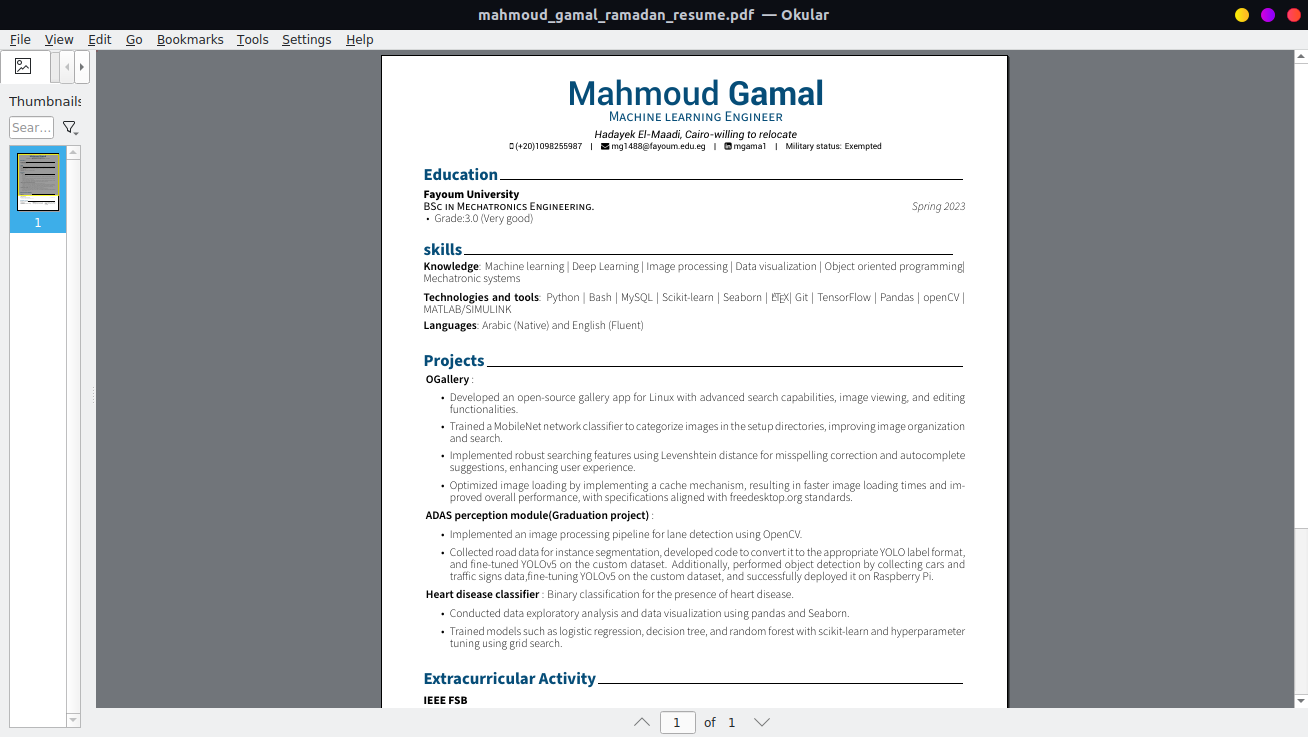 mahmoud_gamal_ramadan_resume.pdf — Okular
File View Edit Go Bookmarks Tools Settings Help
Thumbnails
Sear...
1
Mahmoud Gamal
Machine learning Engineer
Hadayek El-Maadi, Cairo-willing to relocate
(+20)1098255987 | mg1488@fayoum.edu.eg | mgama1 | Military status: Exempted
Education
Fayoum University
BSc in Mechatronics Engineering. Spring 2023
• Grade:3.0 (Very good)
skills
Knowledge: Machine learning | Deep Learning | Image processing | Data visualization | Object oriented programming|
Mechatronic systems
Technologies and tools: Python | Bash | MySQL | Scikit-learn | Seaborn | LATEX| Git | TensorFlow | Pandas | openCV |
MATLAB/SIMULINK
Languages: Arabic (Native) and English (Fluent)
Projects
OGallery :
• Developed an open-source gallery app for Linux with advanced search capabilities, image viewing, and editing
functionalities.
• Trained a MobileNet network classifier to categorize images in the setup directories, improving image organization
and search.
• Implemented robust searching features using Levenshtein distance for misspelling correction and autocomplete
suggestions, enhancing user experience.
• Optimized image loading by implementing a cache mechanism, resulting in faster image loading times and im-
proved overall performance, with specifications aligned with freedesktop.org standards.
ADAS perception module(Graduation project) :
• Implemented an image processing pipeline for lane detection using OpenCV.
• Collected road data for instance segmentation, developed code to convert it to the appropriate YOLO label format,
and fine-tuned YOLOv5 on the custom dataset. Additionally, performed object detection by collecting cars and
traffic signs data,fine-tuning YOLOv5 on the custom dataset, and successfully deployed it on Raspberry Pi.
Heart disease classifier : Binary classification for the presence of heart disease.
• Conducted data exploratory analysis and data visualization using pandas and Seaborn.
• Trained models such as logistic regression, decision tree, and random forest with scikit-learn and hyperparameter
tuning using grid search.
Extracurricular Activity
IEEE FSB
1 of 1